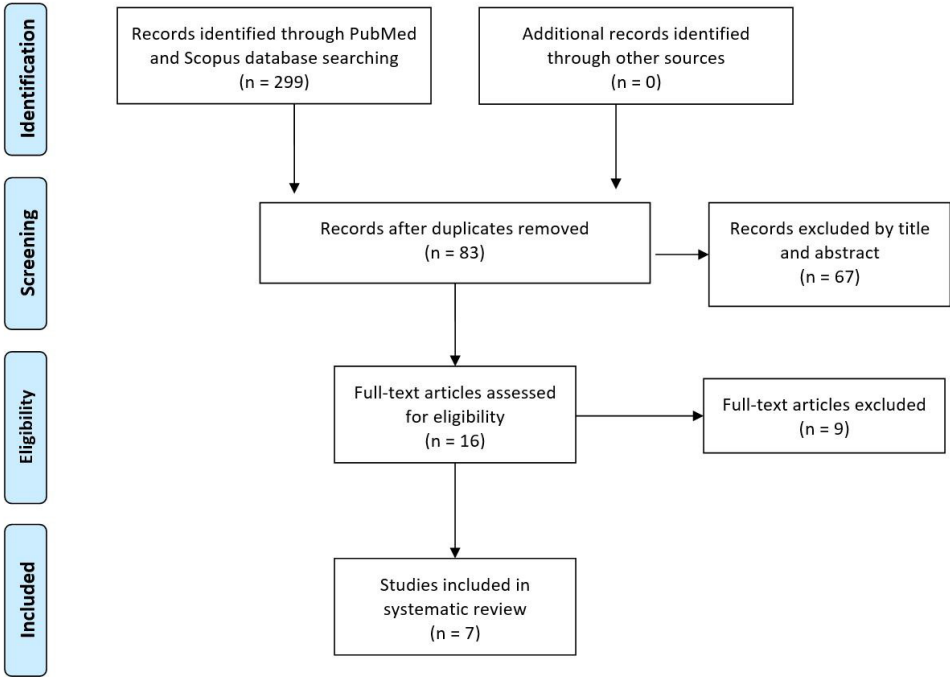 Identification
Records identified through PubMed
and Scopus database searching
(n = 299)
Additional records identified
through other sources
(n = 0)
Screening
Records after duplicates removed
(n = 83)
Records excluded by title
and abstract
(n = 67)
Eligibility
Full-text articles assessed
for eligibility
(n = 16)
Full-text articles excluded
(n = 9)
Included
Studies included in
systematic review
(n = 7)